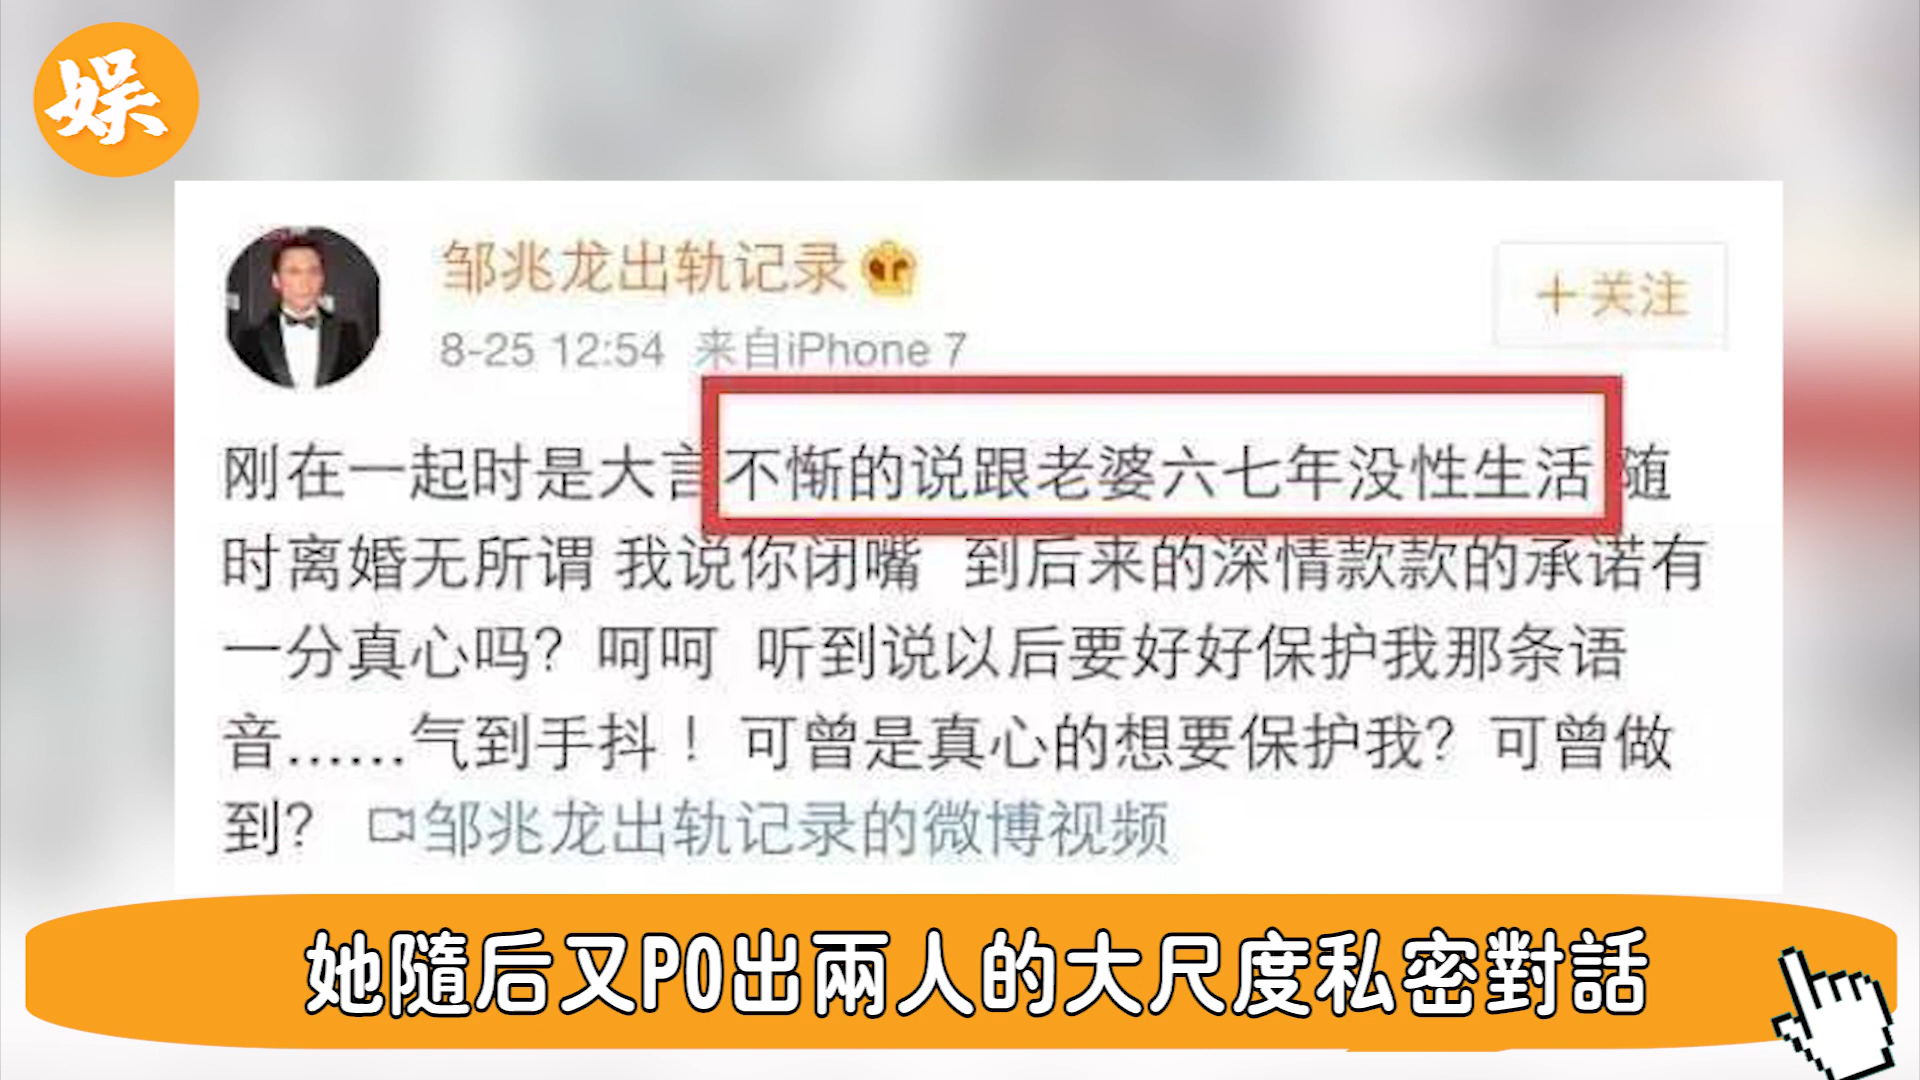 娱
邹兆龙出轨记录
8-25 12:54 来自iPhone 7
+关注
刚在一起时是大言不惭的说跟老婆六七年没性生活 随
时离婚无所谓 我说你闭嘴 到后来的深情款款的承诺有
一分真心吗？呵呵 听到说以后要好好保护我那条语
音……气到手抖！可曾是真心的想要保护我？可曾做
到？ 邹兆龙出轨记录的微博视频
她隨后又PO出兩人的大尺度私密對話